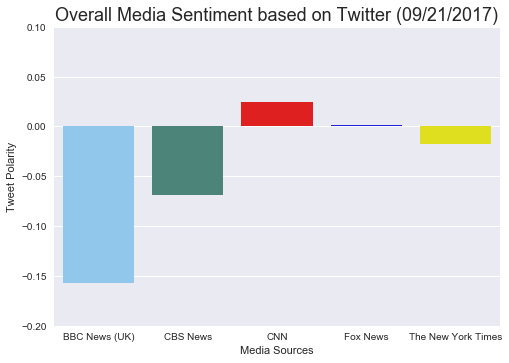 Overall Media Sentiment based on Twitter (09/21/2017)
0.10
0.05
0.00
−0.05
−0.10
−0.15
−0.20
Tweet Polarity
BBC News (UK) CBS News CNN Fox News The New York Times
Media Sources